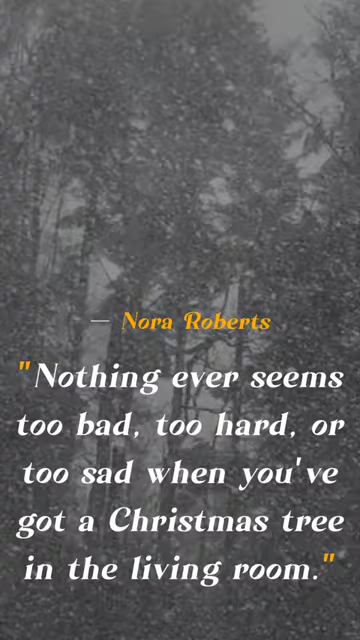 — Nora Roberts
"Nothing ever seems
too bad, too hard, or
too sad when you've
got a Christmas tree
in the living room."